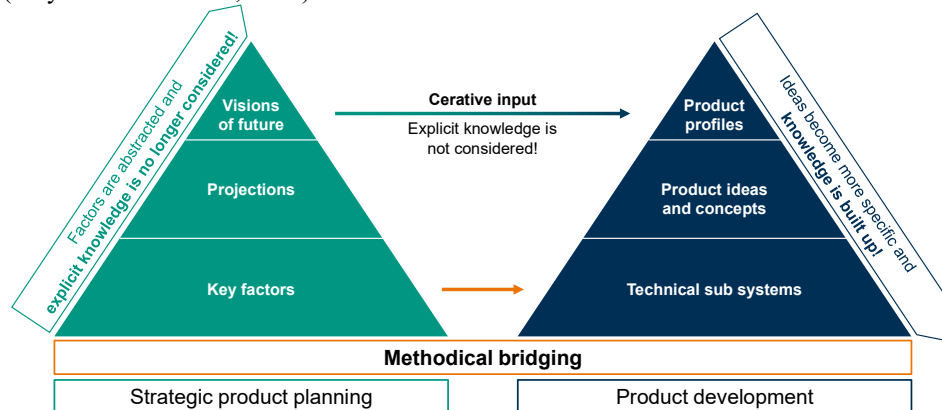 Factors are abstracted and
explicit knowledge is no longer considered!
Visions
of future
Projections
Key factors
Cerative input
Explicit knowledge is
not considered!
Product
profiles
Product ideas
and concepts
Technical sub systems
Ideas become more specific and
knowledge is built up!
Methodical bridging
Strategic product planning
Product development